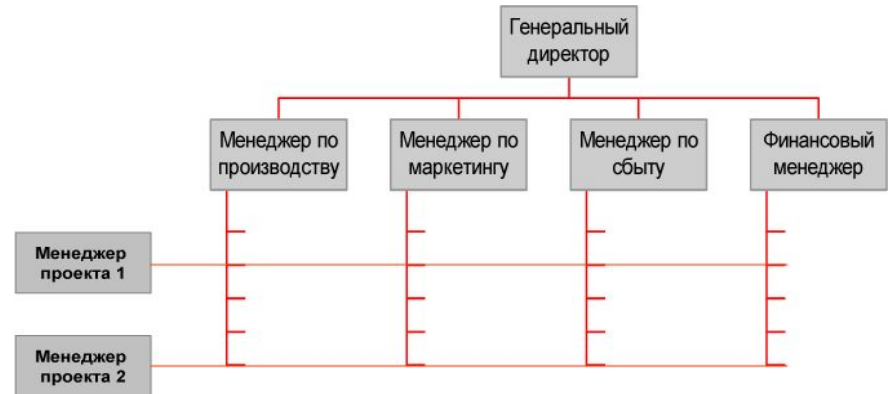 Генеральный
директор
Менеджер по
производству
Менеджер по
маркетингу
Менеджер по
сбыту
Финансовый
менеджер
Менеджер
проекта 1
Менеджер
проекта 2